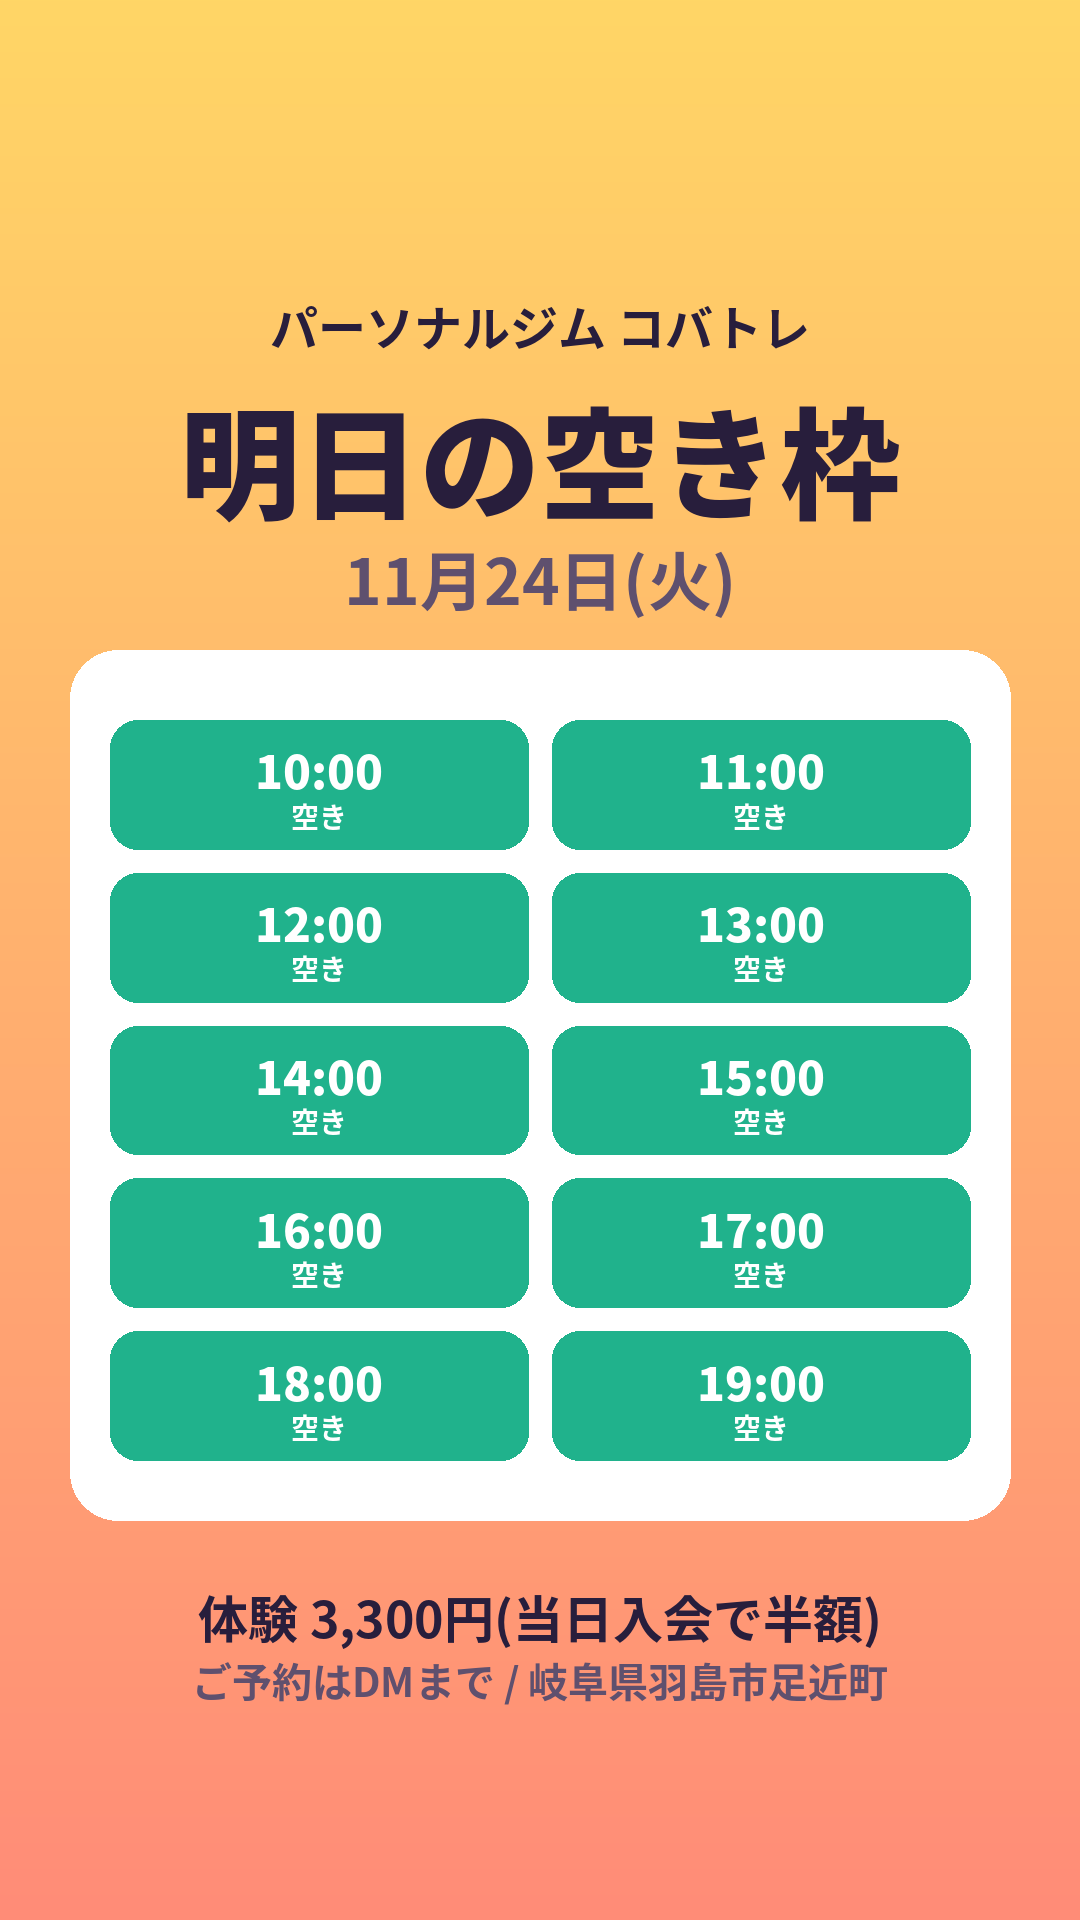 パーソナルジム コバトレ
明日の空き枠
11月24日(火)
10:00
空き
11:00
空き
12:00
空き
13:00
空き
14:00
空き
15:00
空き
16:00
空き
17:00
空き
18:00
空き
19:00
空き
体験 3,300円(当日入会で半額)
ご予約はDMまで / 岐阜県羽島市足近町